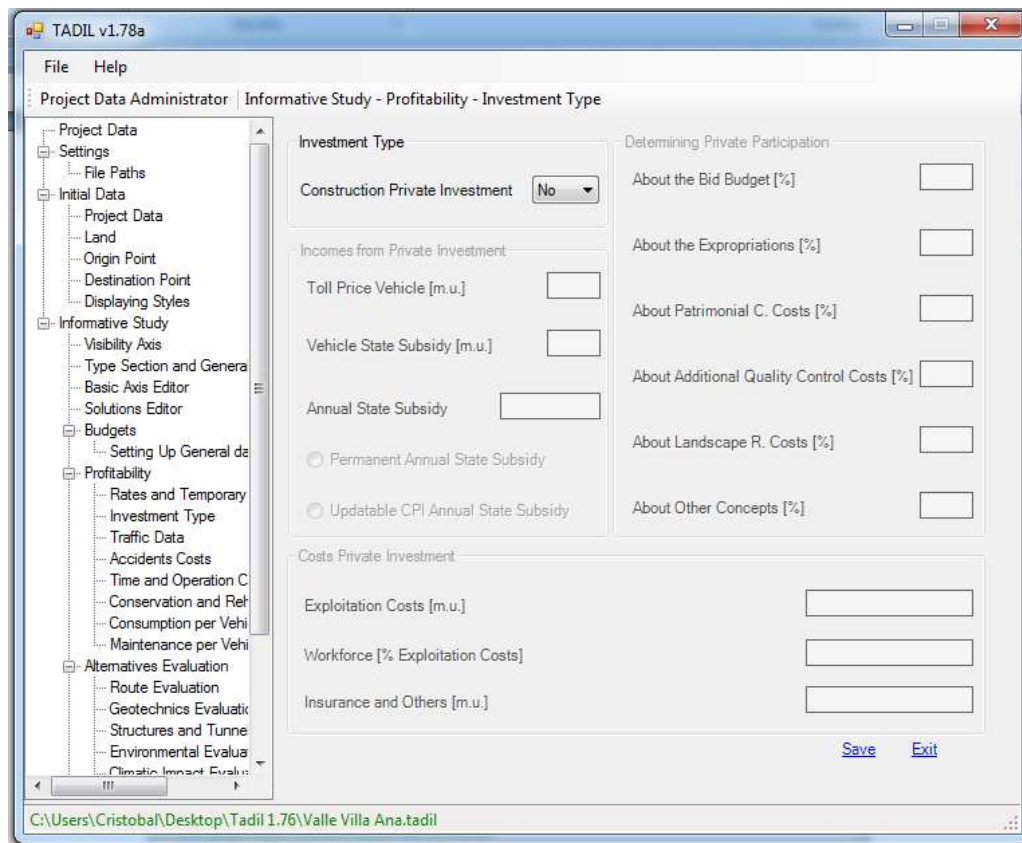 TADIL v1.78a
File Help
Project Data Administrator Informative Study - Profitability - Investment Type
Project Data
Settings
File Paths
Initial Data
Project Data
Land
Origin Point
Destination Point
Displaying Styles
Informative Study
Visibility Axis
Type Section and Genera
Basic Axis Editor
Solutions Editor
Budgets
Setting Up General da
Profitability
Rates and Temporary
Investment Type
Traffic Data
Accidents Costs
Time and Operation C
Conservation and Reh
Consumption per Vehi
Maintenance per Vehi
Alternatives Evaluation
Route Evaluation
Geotechnics Evaluatio
Structures and Tunne
Environmental Evalua
Climatic Impact Evalu
Investment Type
Construction Private Investment No
Incomes from Private Investment
Toll Price Vehicle [m.u.]
Vehicle State Subsidy [m.u.]
Annual State Subsidy
Permanent Annual State Subsidy
Updatable CPI Annual State Subsidy
Determining Private Participation
About the Bid Budget [%]
About the Expropriations [%]
About Patrimonial C. Costs [%]
About Additional Quality Control Costs [%]
About Landscape R. Costs [%]
About Other Concepts [%]
Costs Private Investment
Exploitation Costs [m.u.]
Workforce [% Exploitation Costs]
Insurance and Others [m.u.]
Save Exit
C:\Users\Cristobal\Desktop\Tadil 1.76\Valle Villa Ana.tadil